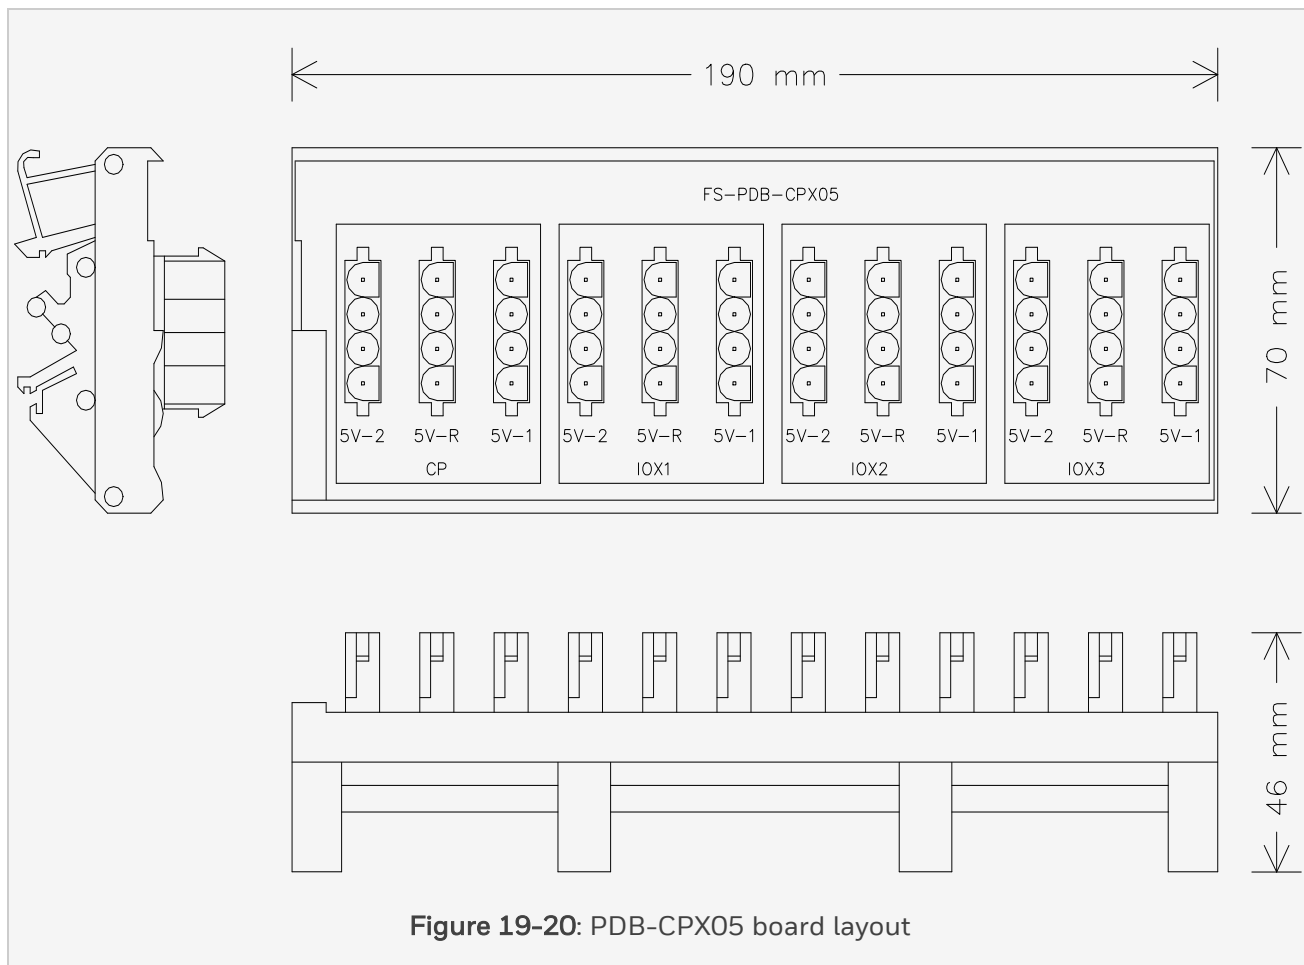 190 mm
FS-PDB-CPX05
5V-2 5V-R 5V-1 5V-2 5V-R 5V-1 5V-2 5V-R 5V-1 5V-2 5V-R 5V-1
CP IOX1 IOX2 IOX3
70 mm
46 mm
Figure 19-20: PDB-CPX05 board layout